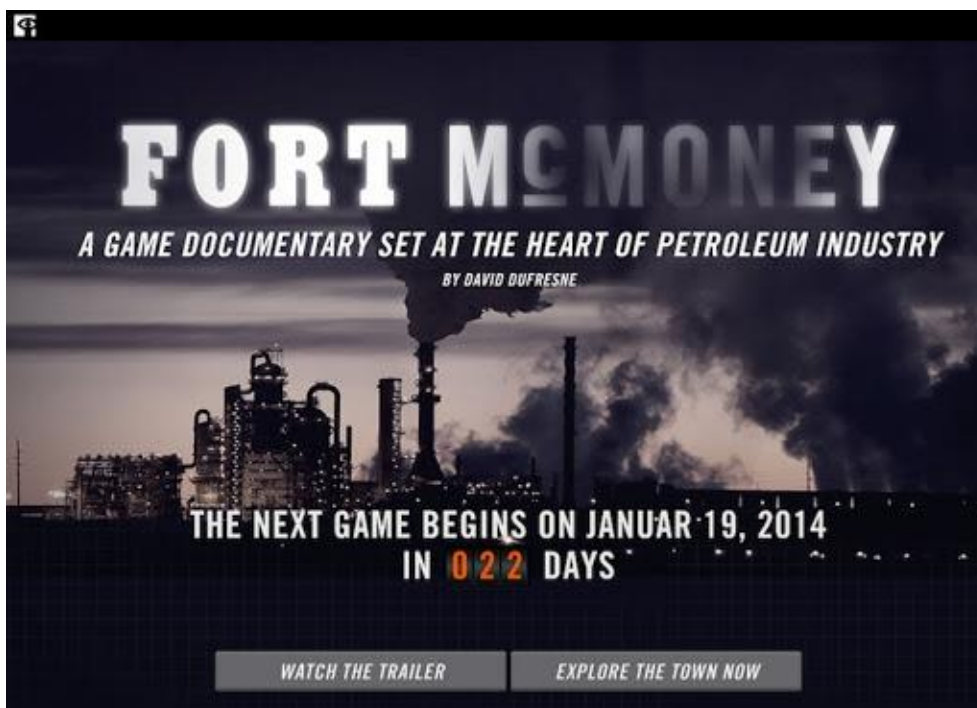 FORT McMONEY
A GAME DOCUMENTARY SET AT THE HEART OF PETROLEUM INDUSTRY
BY DAVID DUFRESNE
THE NEXT GAME BEGINS ON JANUAR 19, 2014
IN 022 DAYS
WATCH THE TRAILER
EXPLORE THE TOWN NOW